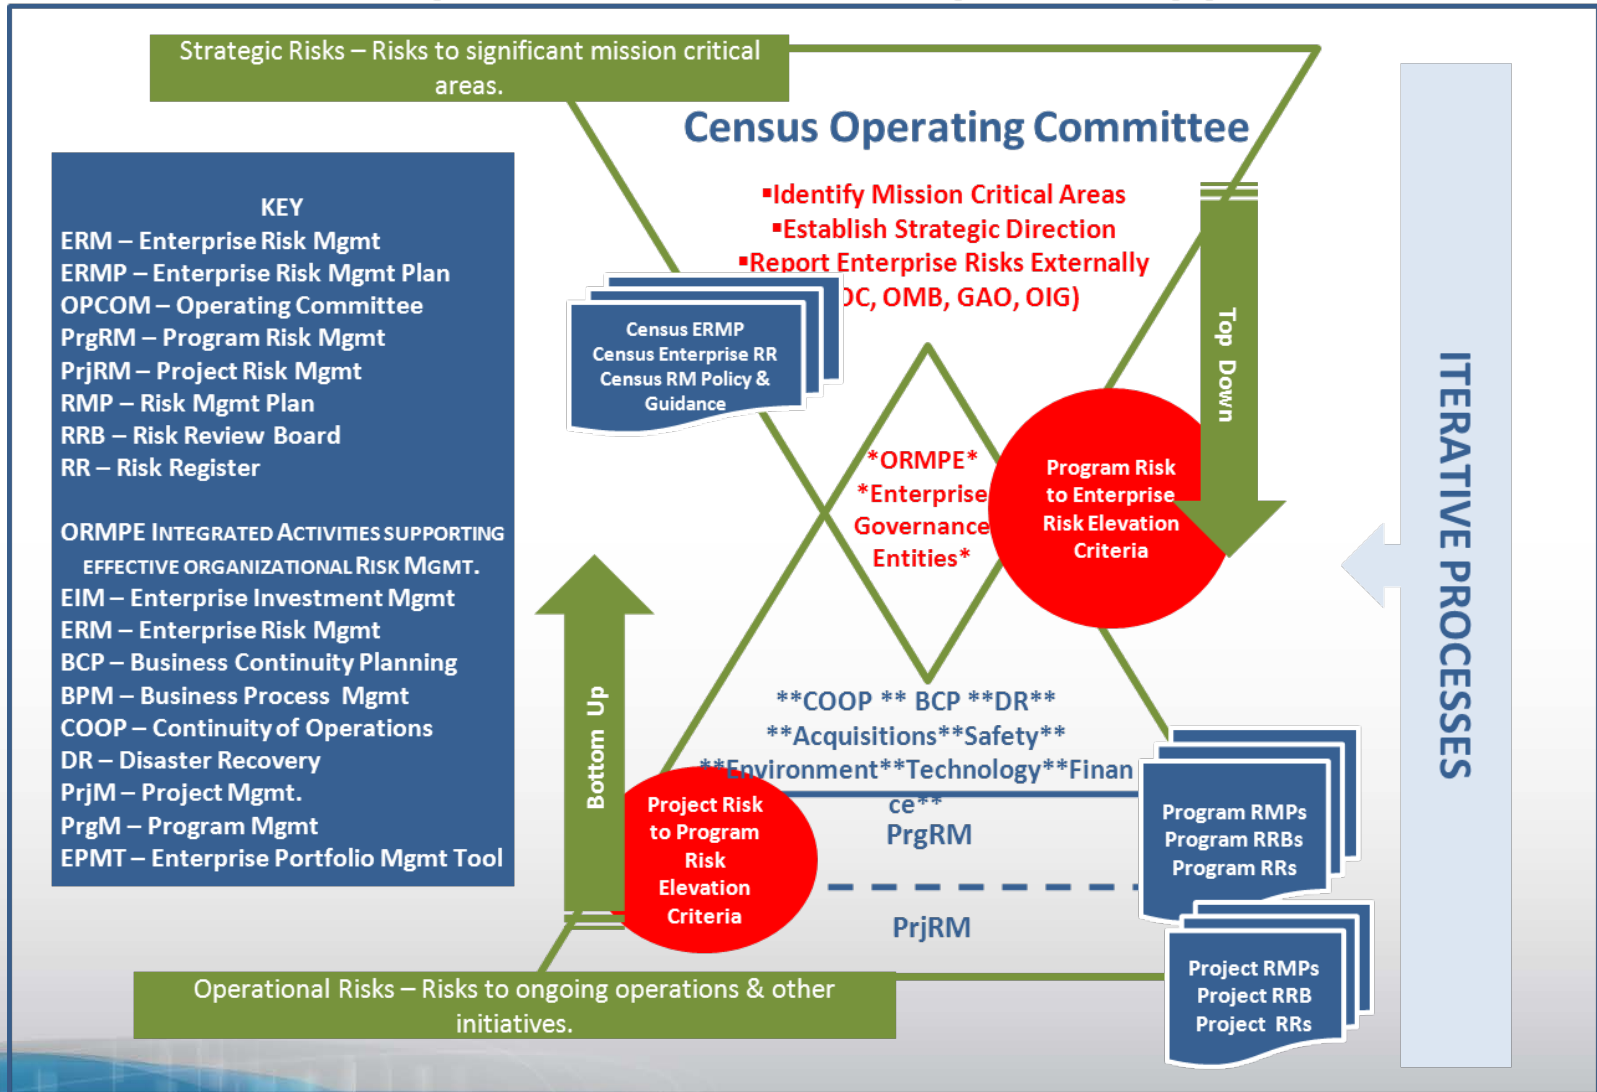 Strategic Risks – Risks to significant mission critical
areas.
Census Operating Committee
▪Identify Mission Critical Areas
▪Establish Strategic Direction
▪Report Enterprise Risks Externally
OC, OMB, GAO, OIG)
KEY
ERM – Enterprise Risk Mgmt
ERMP – Enterprise Risk Mgmt Plan
OPCOM – Operating Committee
PrgRM – Program Risk Mgmt
PrjRM – Project Risk Mgmt
RMP – Risk Mgmt Plan
RRB – Risk Review Board
RR – Risk Register
ORMPE INTEGRATED ACTIVITIES SUPPORTING
EFFECTIVE ORGANIZATIONAL RISK MGMT.
EIM – Enterprise Investment Mgmt
ERM – Enterprise Risk Mgmt
BCP – Business Continuity Planning
BPM – Business Process Mgmt
COOP – Continuity of Operations
DR – Disaster Recovery
PrjM – Project Mgmt.
PrgM – Program Mgmt
EPMT – Enterprise Portfolio Mgmt Tool
Census ERMP
Census Enterprise RR
Census RM Policy &
Guidance
Top Down
*ORMPE*
*Enterprise
Governance
Entities*
Program Risk
to Enterprise
Risk Elevation
Criteria
ITERATIVE PROCESSES
Bottom Up
**COOP ** BCP **DR**
**Acquisitions**Safety**
**Environment**Technology**Finan
ce**
PrgRM
Project Risk
to Program
Risk
Elevation
Criteria
PrjRM
Program RMPs
Program RRBs
Program RRs
Project RMPs
Project RRB
Project RRs
Operational Risks – Risks to ongoing operations & other
initiatives.